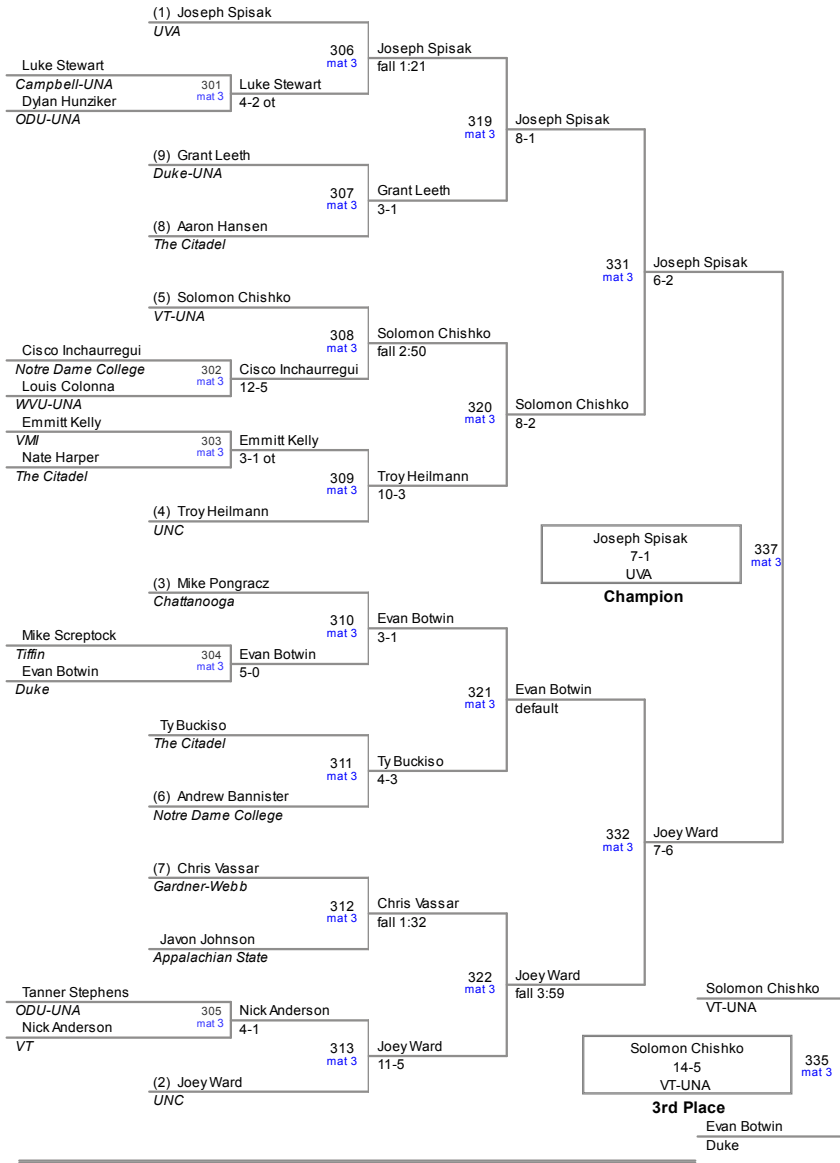 (1) Joseph Spisak
UVA
306
mat 3
Joseph Spisak
fall 1:21
Luke Stewart
Campbell-UNA
301
mat 3
Luke Stewart
4-2 ot
Dylan Hunziker
ODU-UNA
319
mat 3
Joseph Spisak
8-1
(9) Grant Leeth
Duke-UNA
307
mat 3
Grant Leeth
3-1
(8) Aaron Hansen
The Citadel
331
mat 3
Joseph Spisak
6-2
(5) Solomon Chishko
VT-UNA
308
mat 3
Solomon Chishko
fall 2:50
Cisco Inchaurregui
Notre Dame College
302
mat 3
Cisco Inchaurregui
12-5
Louis Colonna
WVU-UNA
320
mat 3
Solomon Chishko
8-2
Emmitt Kelly
VMI
303
mat 3
Emmitt Kelly
3-1 ot
Nate Harper
The Citadel
309
mat 3
Troy Heilmann
10-3
(4) Troy Heilmann
UNC
Joseph Spisak
7-1
UVA
337
mat 3
Champion
(3) Mike Pongracz
Chattanooga
310
mat 3
Evan Botwin
3-1
Mike Screptock
Tiffin
304
mat 3
Evan Botwin
5-0
Evan Botwin
Duke
321
mat 3
Evan Botwin
default
Ty Buckiso
The Citadel
311
mat 3
Ty Buckiso
4-3
(6) Andrew Bannister
Notre Dame College
332
mat 3
Joey Ward
7-6
(7) Chris Vassar
Gardner-Webb
312
mat 3
Chris Vassar
fall 1:32
Javon Johnson
Appalachian State
322
mat 3
Joey Ward
fall 3:59
Tanner Stephens
ODU-UNA
305
mat 3
Nick Anderson
4-1
Nick Anderson
VT
313
mat 3
Joey Ward
11-5
(2) Joey Ward
UNC
Solomon Chishko
VT-UNA
Solomon Chishko
14-5
VT-UNA
335
mat 3
3rd Place
Evan Botwin
Duke